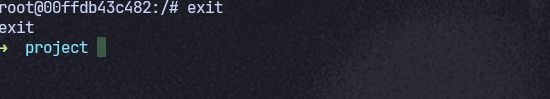 root@00ffdb43c482:/# exit
exit
→ project